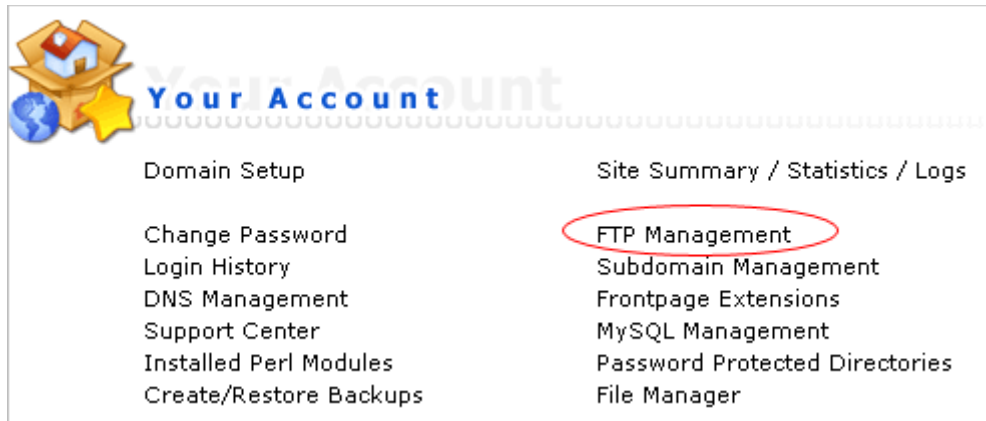 Your Account
Domain Setup
Site Summary / Statistics / Logs
Change Password
FTP Management
Login History
Subdomain Management
DNS Management
Frontpage Extensions
Support Center
MySQL Management
Installed Perl Modules
Password Protected Directories
Create/Restore Backups
File Manager